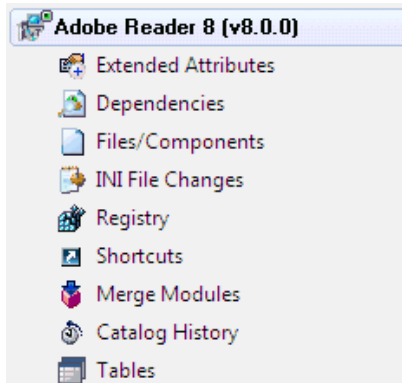 Adobe Reader 8 (v8.0.0)
Extended Attributes
Dependencies
Files/Components
INI File Changes
Registry
Shortcuts
Merge Modules
Catalog History
Tables